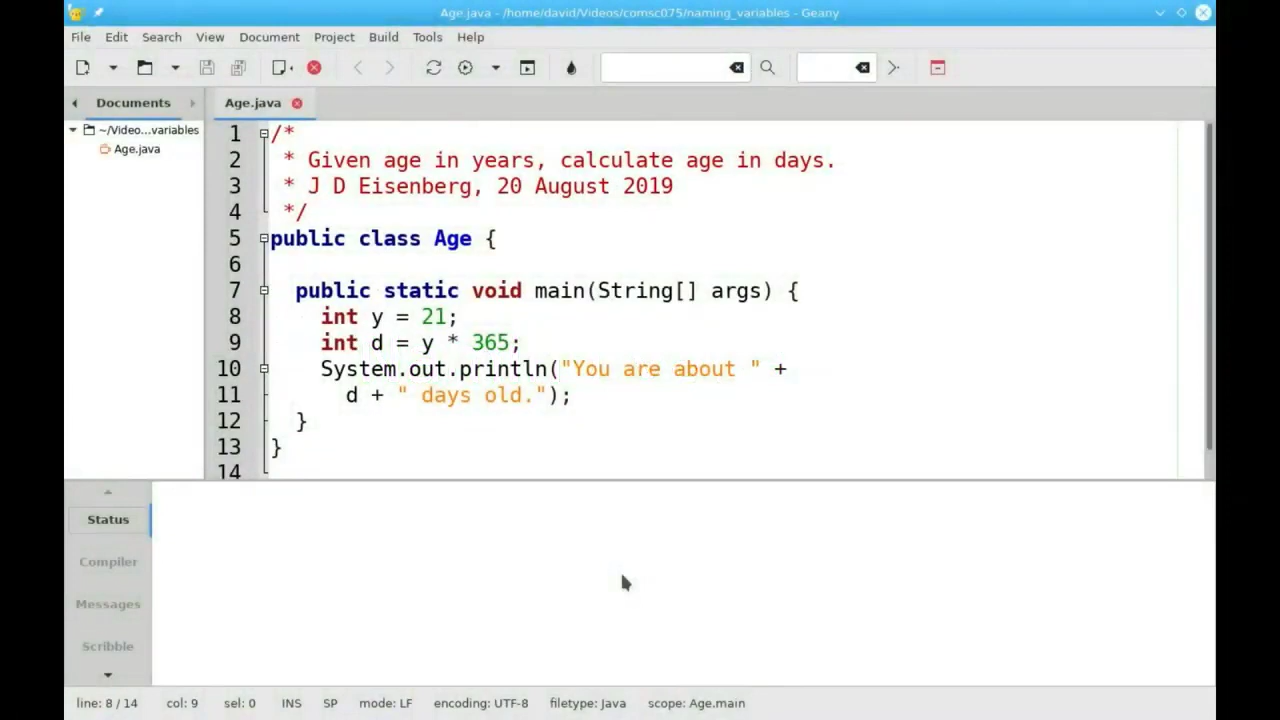 Age.java - /home/david/Videos/comsc075/naming_variables - Geany
File Edit Search View Document Project Build Tools Help
Documents
Age.java
~/Video...variables
Age.java
1 /*
2  * Given age in years, calculate age in days.
3  * J D Eisenberg, 20 August 2019
4  */
5 public class Age {
6
7   public static void main(String[] args) {
8     int y = 21;
9     int d = y * 365;
10     System.out.println("You are about " +
11       d + " days old.");
12   }
13 }
14
Status
Compiler
Messages
Scribble
line: 8 / 14 col: 9 sel: 0 INS SP mode: LF encoding: UTF-8 filetype: Java scope: Age.main